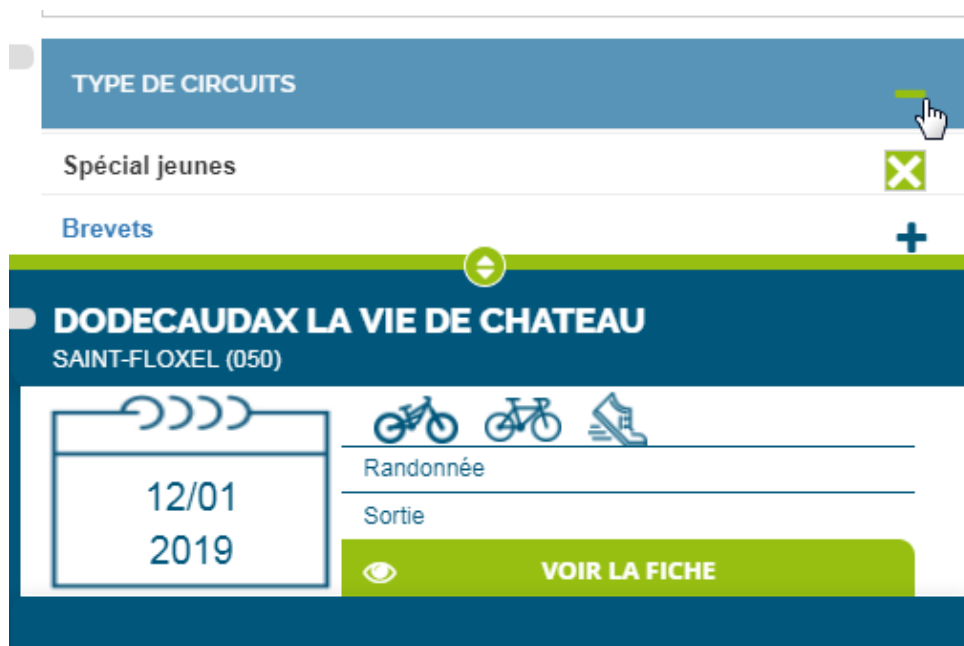 TYPE DE CIRCUITS
Spécial jeunes
Brevets
DODECAUDAX LA VIE DE CHATEAU
SAINT-FLOXEL (050)
12/01
2019
Randonnée
Sortie
VOIR LA FICHE